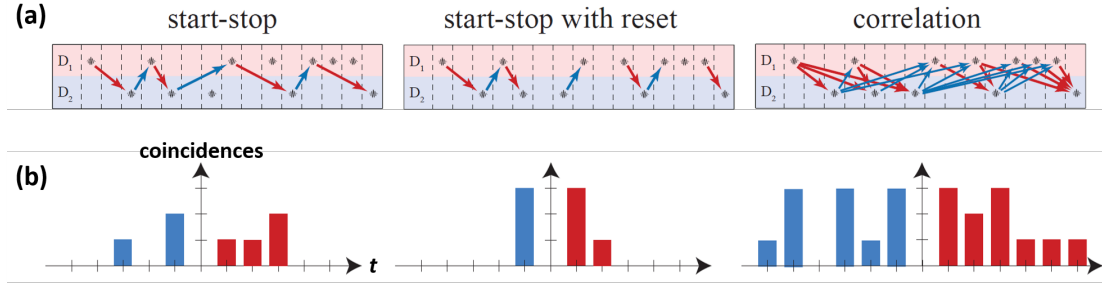 (a) start-stop start-stop with reset correlation
D1 D1 D1
D2 D2 D2
coincidences
(b)
t